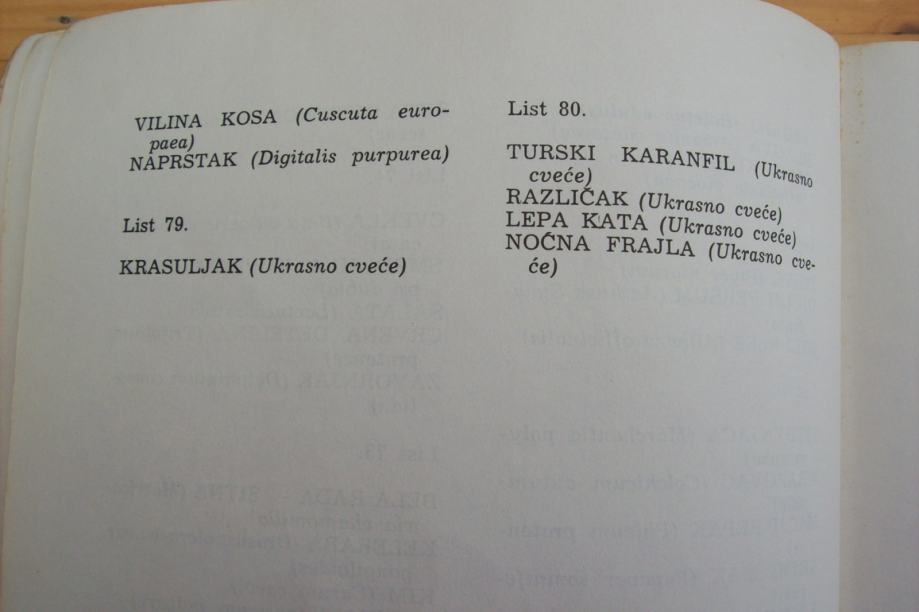 VILINA KOSA (Cuscuta euro-
paea)
NAPRSTAK (Digitalis purpurea)
List 79.
KRASULJAK (Ukrasno cveće)
List 80.
TURSKI KARANFIL (Ukrasno
cveće)
RAZLIČAK (Ukrasno cveće)
LEPA KATA (Ukrasno cveće)
NOĆNA FRAJLA (Ukrasno cve-
će)